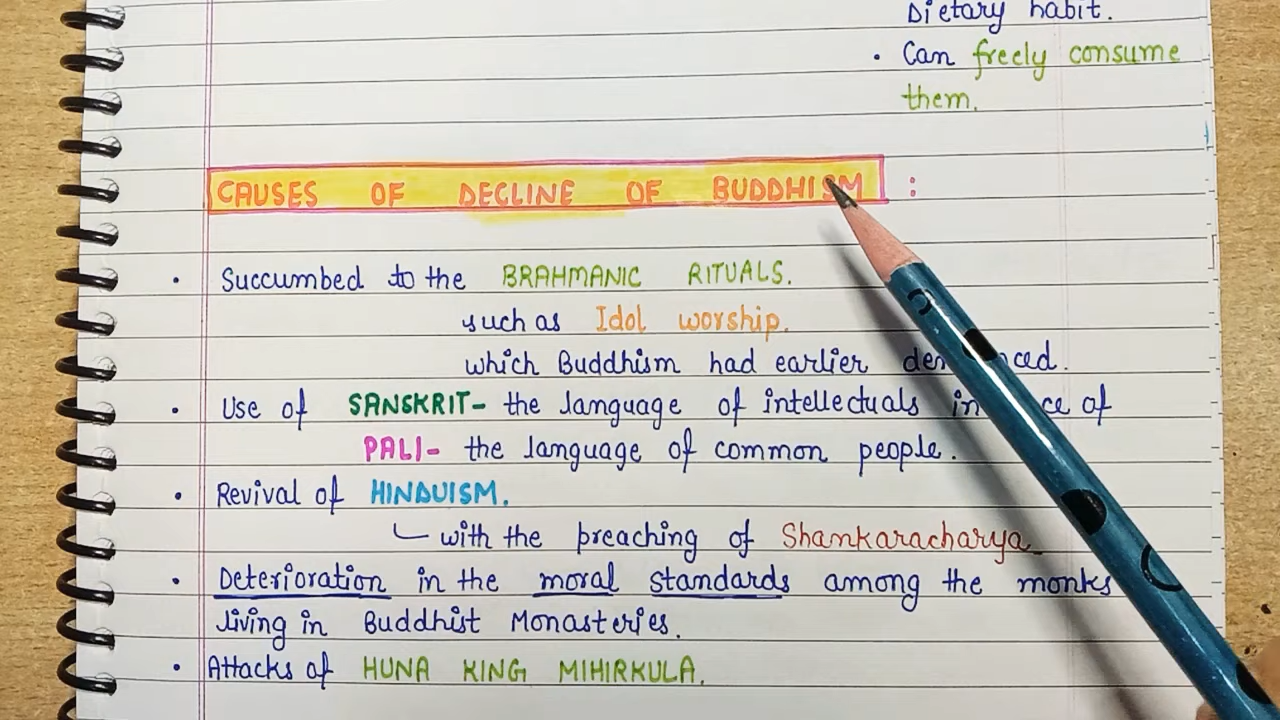 Dietary habit.
• Can freely consume
them.
CAUSES OF DECLINE OF BUDDHISM :
• Succumbed to the BRAHMANIC RITUALS.
such as Idol worship.
which Buddhism had earlier
• Use of SANSKRIT- the language of intellectuals of
PALI- the language of common people.
• Revival of HINDUISM.
with the preaching of Shankaracharya
• Deterioration in the moral standards among the monks
living in Buddhist Monasteries.
• Attacks of HUNA KING MIHIRKULA.